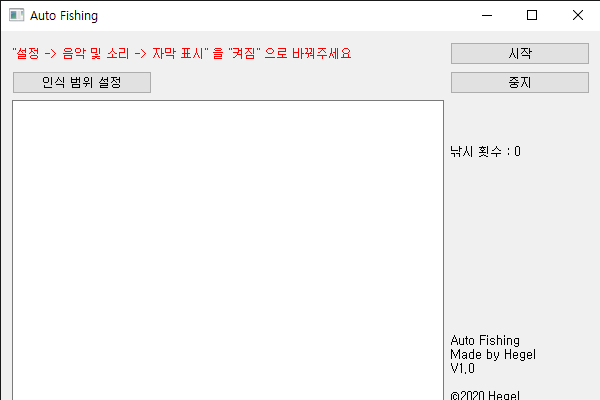 Auto Fishing
"설정 -> 음악 및 소리 -> 자막 표시" 을 "켜짐" 으로 바꿔주세요
시작
인식 범위 설정
중지
낚시 횟수 : 0
Auto Fishing
Made by Hegel
V1.0
©2020 Hegel